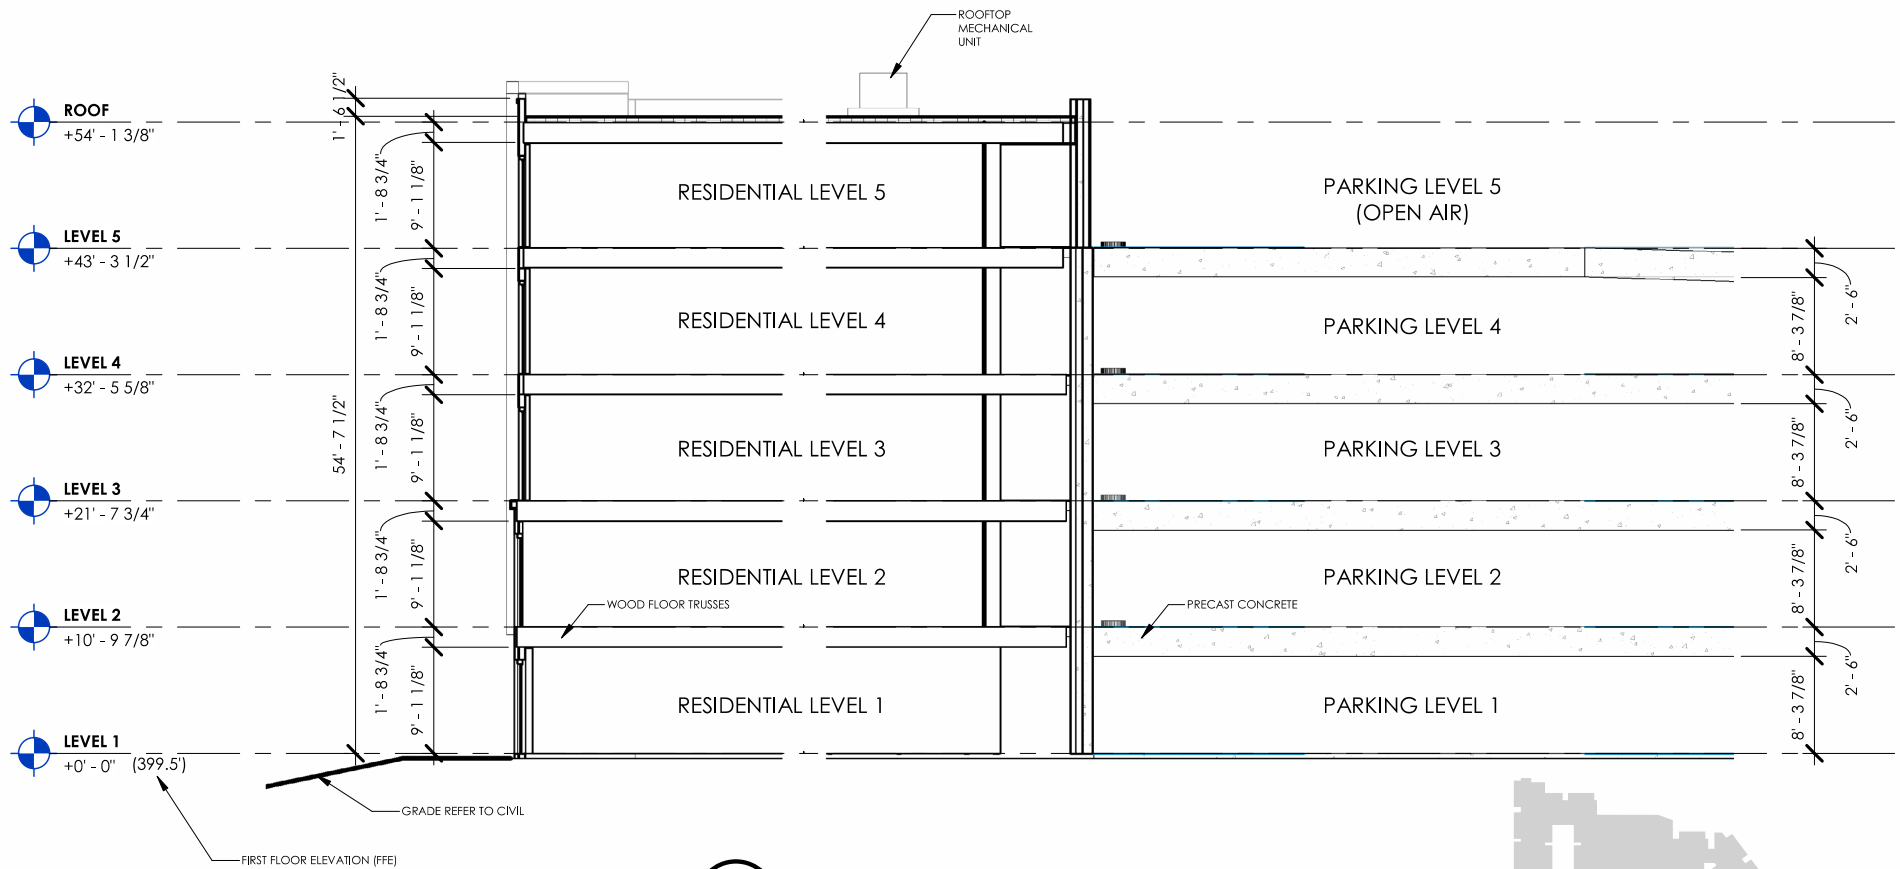 ROOFTOP
MECHANICAL
UNIT
ROOF
+54' - 1 3/8"
1' - 6 1/2"
1' - 8 3/4"
9' - 1 1/8"
RESIDENTIAL LEVEL 5
PARKING LEVEL 5
(OPEN AIR)
LEVEL 5
+43' - 3 1/2"
1' - 8 3/4"
9' - 1 1/8"
RESIDENTIAL LEVEL 4
PARKING LEVEL 4
8' - 3 7/8"
2' - 6"
LEVEL 4
+32' - 5 5/8"
54' - 7 1/2"
1' - 8 3/4"
9' - 1 1/8"
RESIDENTIAL LEVEL 3
PARKING LEVEL 3
8' - 3 7/8"
2' - 6"
LEVEL 3
+21' - 7 3/4"
1' - 8 3/4"
9' - 1 1/8"
RESIDENTIAL LEVEL 2
PARKING LEVEL 2
8' - 3 7/8"
2' - 6"
WOOD FLOOR TRUSSES
PRECAST CONCRETE
LEVEL 2
+10' - 9 7/8"
1' - 8 3/4"
9' - 1 1/8"
RESIDENTIAL LEVEL 1
PARKING LEVEL 1
8' - 3 7/8"
2' - 6"
LEVEL 1
+0' - 0" (399.5')
GRADE REFER TO CIVIL
FIRST FLOOR ELEVATION (FFE)